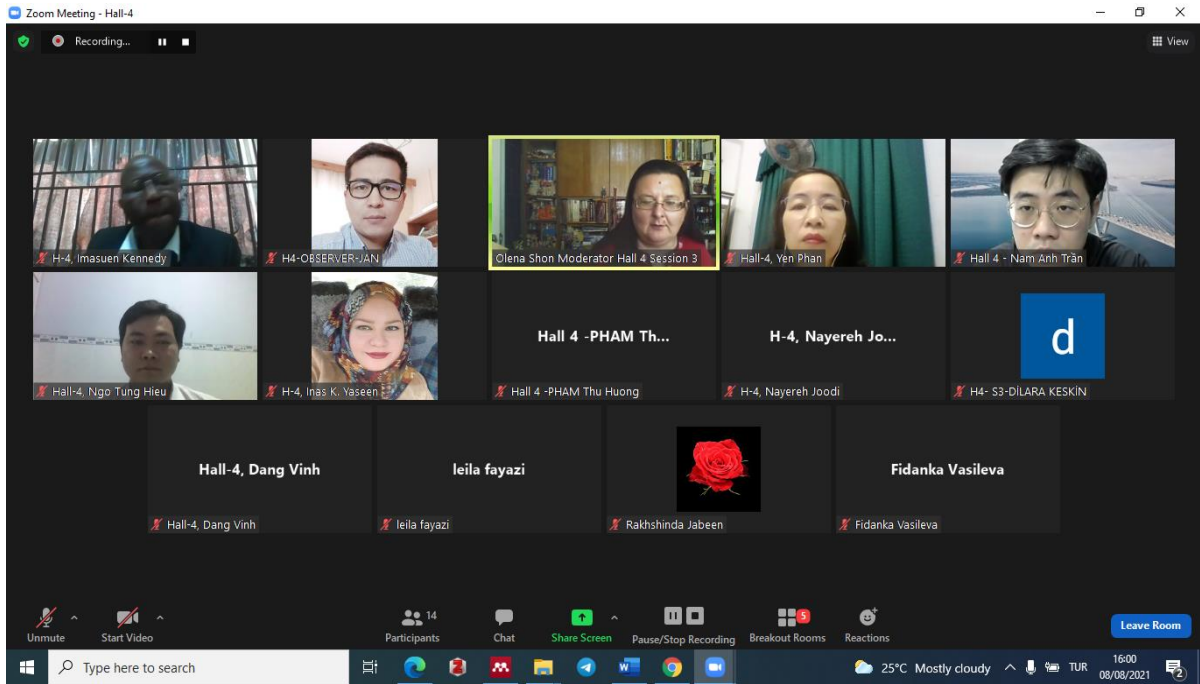 Zoom Meeting - Hall-4
Recording...
View
H-4, Imasuen Kennedy
H4-OBSERVER-JAN
Olena Shon Moderator Hall 4 Session 3
Hall-4, Yen Phan
Hall 4 - Nam Anh Trần
Hall-4, Ngo Tung Hieu
H-4, Inas K. Yaseen
Hall 4 -PHAM Th...
Hall 4 -PHAM Thu Huong
H-4, Nayereh Jo...
H-4, Nayereh Joodi
d
H4- S3-DİLARA KESKİN
Hall-4, Dang Vinh
Hall-4, Dang Vinh
leila fayazi
leila fayazi
Rakhshinda Jabeen
Fidanka Vasileva
Fidanka Vasileva
Unmute
Start Video
14
Participants
Chat
Share Screen
Pause/Stop Recording
5
Breakout Rooms
Reactions
Leave Room
Type here to search
25°C Mostly cloudy
TUR
16:00
08/08/2021
2